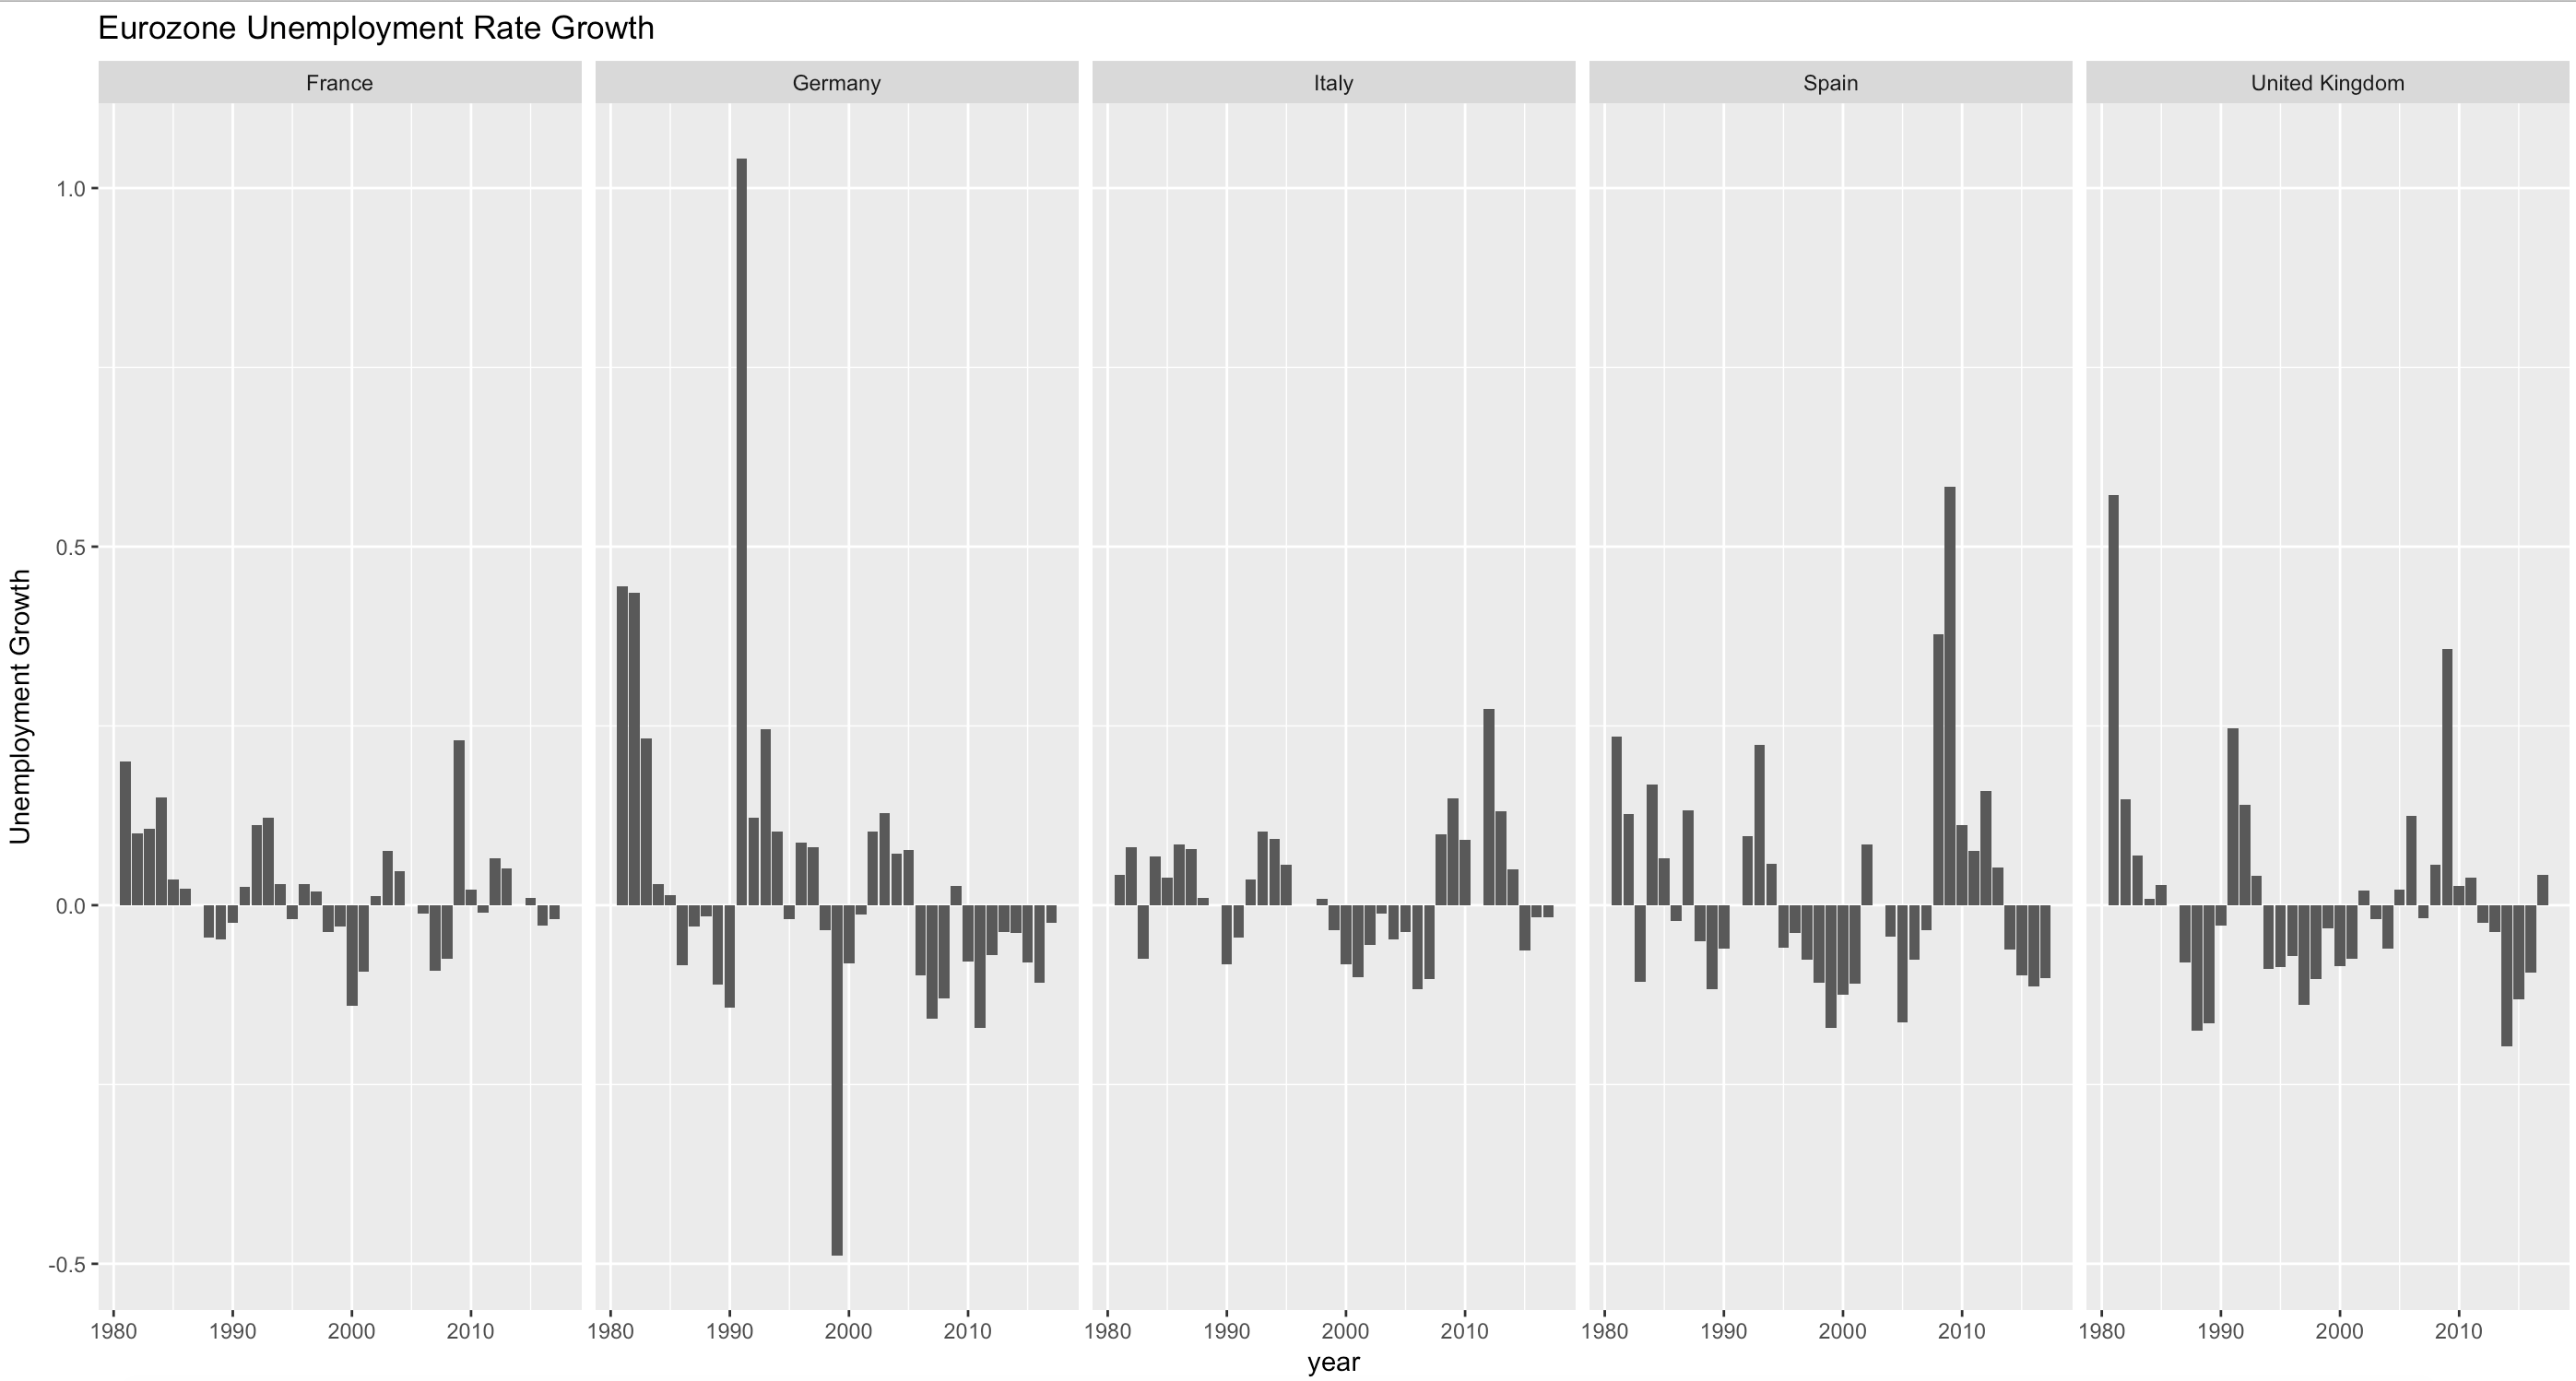 Eurozone Unemployment Rate Growth
France Germany Italy Spain United Kingdom
Unemployment Growth
1.0
0.5
0.0
-0.5
1980 1990 2000 2010 1980 1990 2000 2010 1980 1990 2000 2010 1980 1990 2000 2010 1980 1990 2000 2010
year